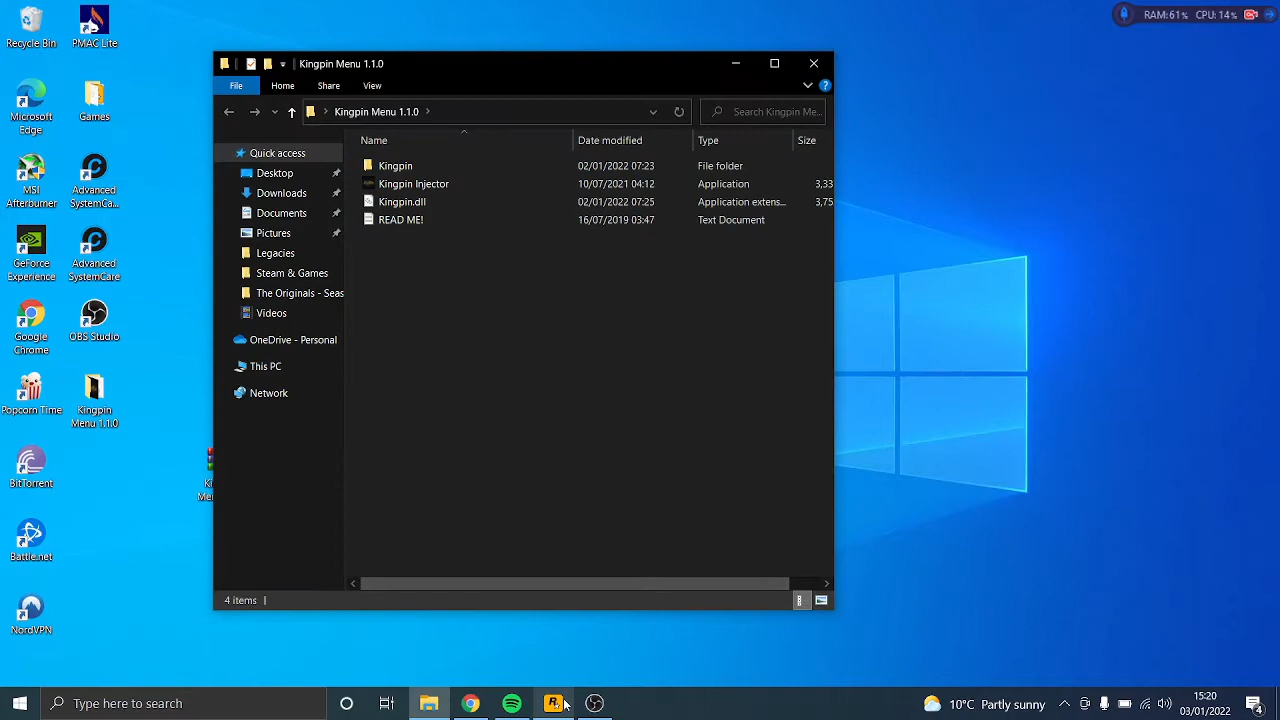 RAM:61% CPU: 14%
Recycle Bin
PMAC Lite
Microsoft
Edge
Games
MSI
Afterburner
Advanced
SystemCa...
GeForce
Experience
Advanced
SystemCare
Google
Chrome
OBS Studio
Popcorn Time
Kingpin
Menu 1.1.0
BitTorrent
Battle.net
NordVPN
Ki
Mer
Kingpin Menu 1.1.0
File Home Share View
Kingpin Menu 1.1.0
Search Kingpin Me...
Name Date modified Type Size
Kingpin 02/01/2022 07:23 File folder
Kingpin Injector 10/07/2021 04:12 Application 3,33
Kingpin.dll 02/01/2022 07:25 Application extens... 3,75
READ ME! 16/07/2019 03:47 Text Document
Quick access
Desktop
Downloads
Documents
Pictures
Legacies
Steam & Games
The Originals - Seas
Videos
OneDrive - Personal
This PC
Network
4 items
Type here to search
R
10°C Partly sunny
15:20
03/01/2022
4